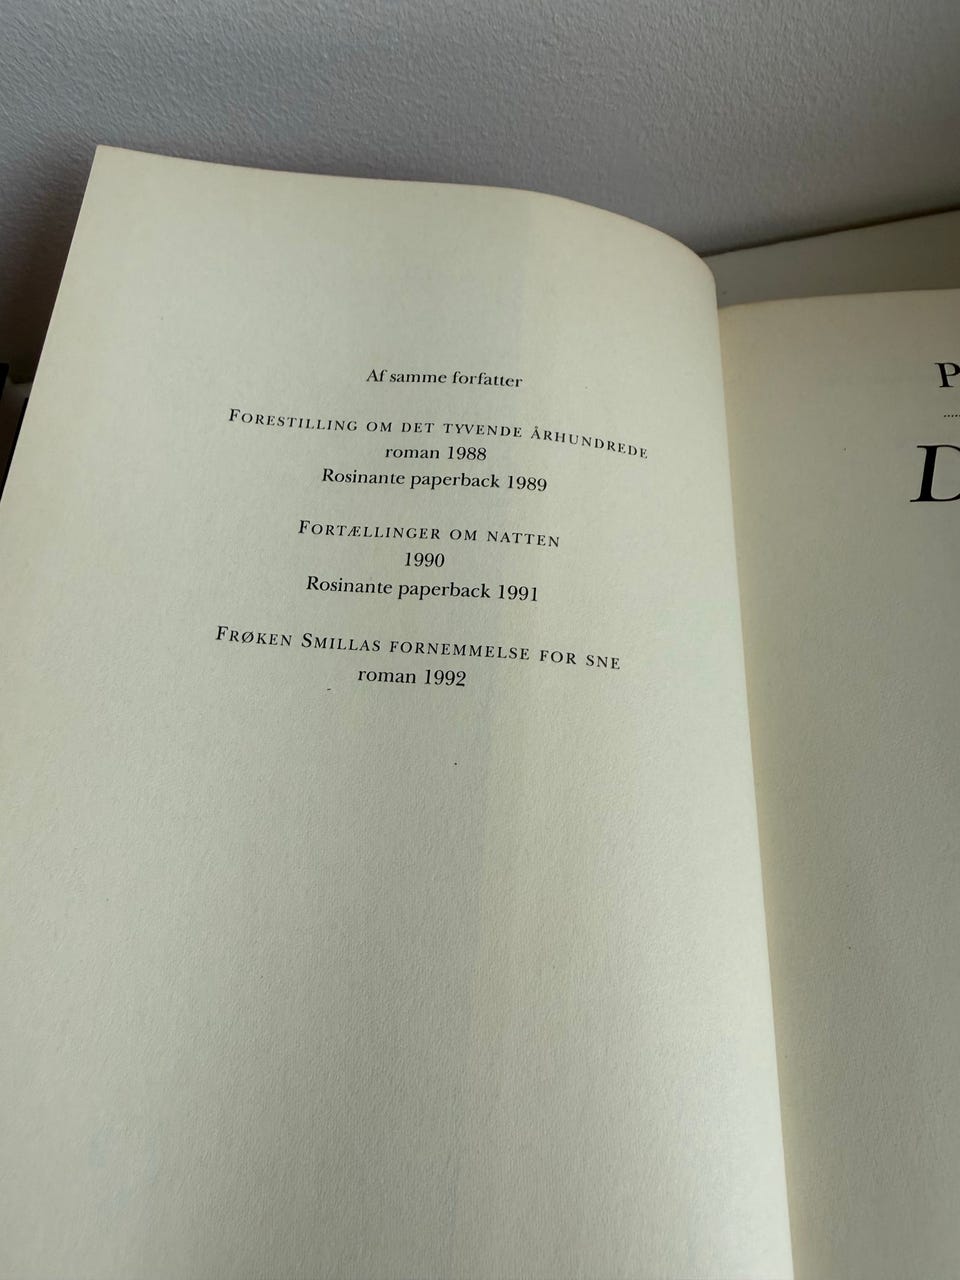 Af samme forfatter
FORESTILLING OM DET TYVENDE ÅRHUNDREDE
roman 1988
Rosinante paperback 1989
FORTÆLLINGER OM NATTEN
1990
Rosinante paperback 1991
FRØKEN SMILLAS FORNEMMELSE FOR SNE
roman 1992
P
D